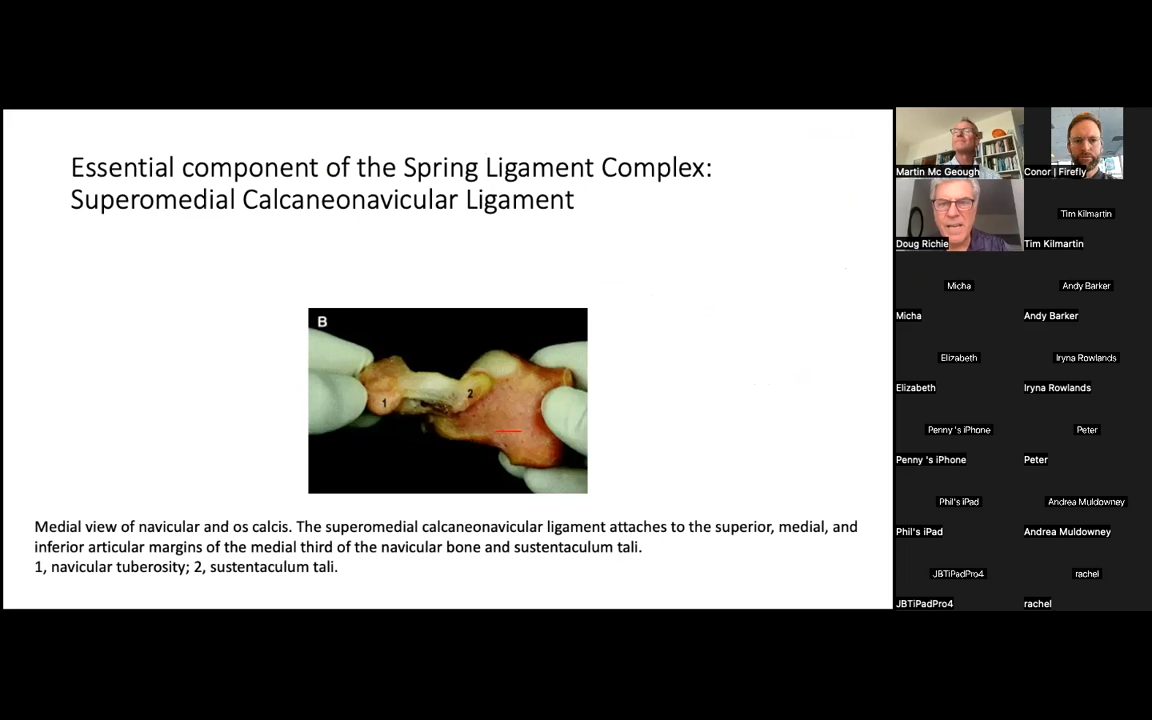 Essential component of the Spring Ligament Complex:
Superomedial Calcaneonavicular Ligament
B
1
2
Medial view of navicular and os calcis. The superomedial calcaneonavicular ligament attaches to the superior, medial, and
inferior articular margins of the medial third of the navicular bone and sustentaculum tali.
1, navicular tuberosity; 2, sustentaculum tali.
Martin Mc Geough
Conor | Firefly
Doug Richie
Tim Kilmartin
Tim Kilmartin
Micha
Micha
Andy Barker
Andy Barker
Elizabeth
Elizabeth
Iryna Rowlands
Iryna Rowlands
Penny 's iPhone
Penny 's iPhone
Peter
Peter
Phil's iPad
Phil's iPad
Andrea Muldowney
Andrea Muldowney
JBTiPadPro4
JBTiPadPro4
rachel
rachel